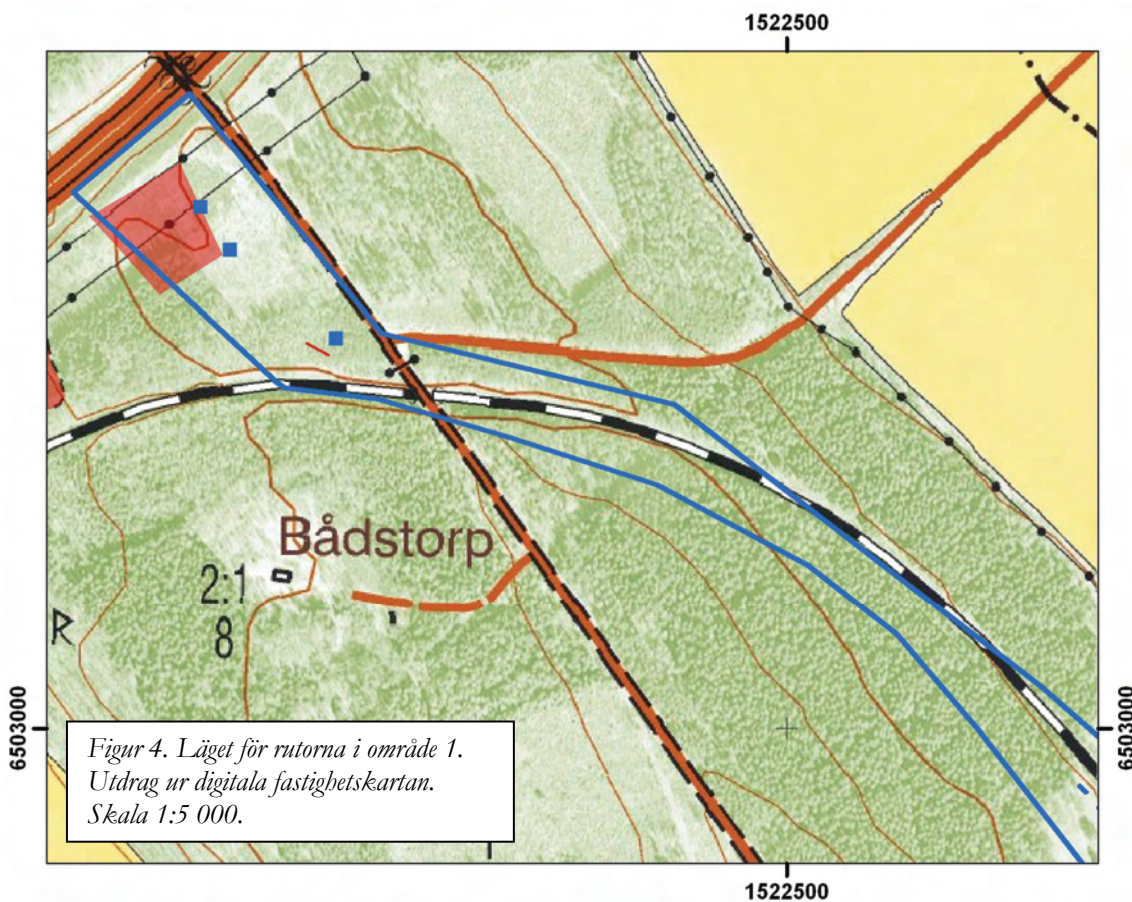 1522500
Bådstorp
2:1
8
R
6503000
6503000
Figur 4. Läget för rutorna i område 1.
Utdrag ur digitala fastighetskartan.
Skala 1:5 000.
1522500